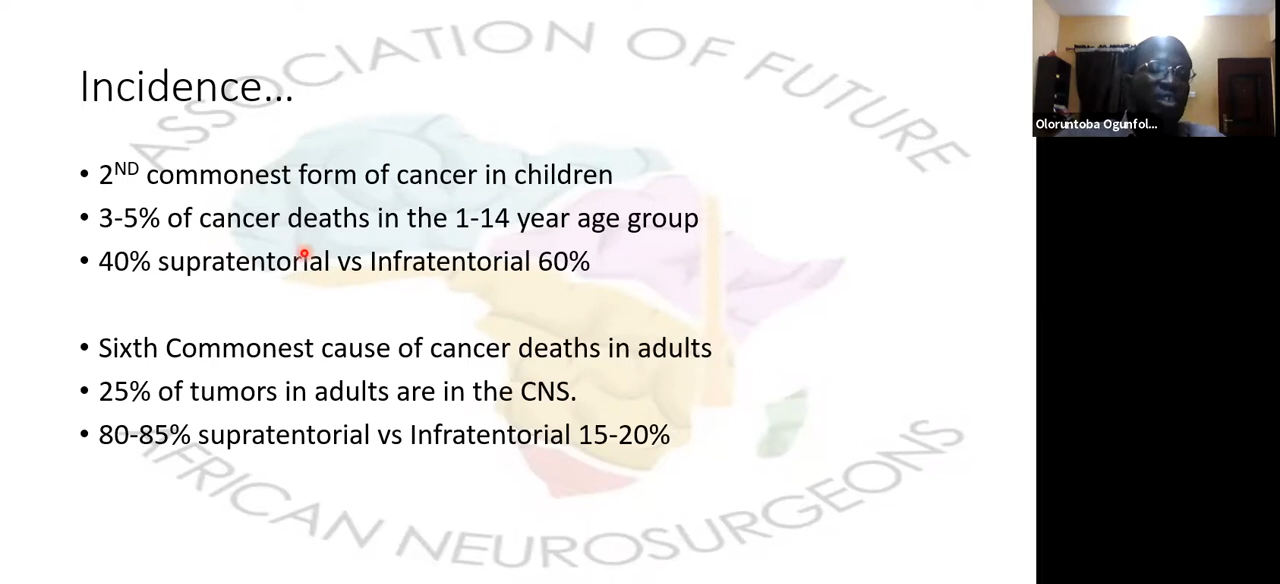 ASSOCIATION OF FUTURE
Incidence...
• 2ND commonest form of cancer in children
• 3-5% of cancer deaths in the 1-14 year age group
• 40% supratentorial vs Infratentorial 60%
• Sixth Commonest cause of cancer deaths in adults
• 25% of tumors in adults are in the CNS.
• 80-85% supratentorial vs Infratentorial 15-20%
AFRICAN NEUROSURGEONS
Oloruntoba Ogunfol...